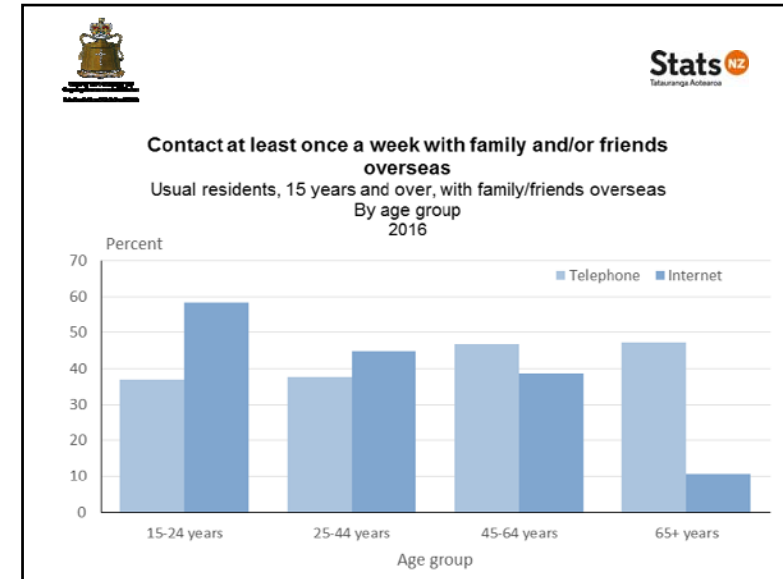 Stats NZ
Tatauranga Aotearoa
Contact at least once a week with family and/or friends
overseas
Usual residents, 15 years and over, with family/friends overseas
By age group
2016
Percent
Telephone Internet
70
60
50
40
30
20
10
0
15-24 years 25-44 years 45-64 years 65+ years
Age group